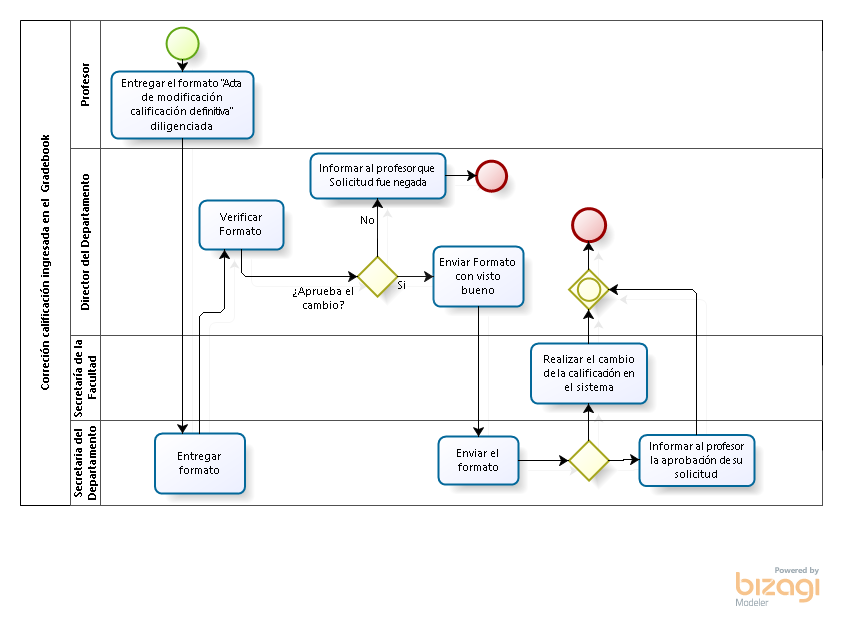 Correción calificación ingresada en el Gradebook
Profesor
Entregar el formato "Acta
de modificación
calificación definitiva"
diligenciada
Director del Departamento
Informar al profesor que
Solicitud fue negada
Verificar
Formato
No
Enviar Formato
con visto
bueno
Si
¿Aprueba el
cambio?
Secretaría de la
Facultad
Realizar el cambio
de la calificación en
el sistema
Secretaria del
Departamento
Entregar
formato
Enviar el
formato
Informar al profesor
la aprobación de su
solicitud
Powered by
bizagi
Modeler